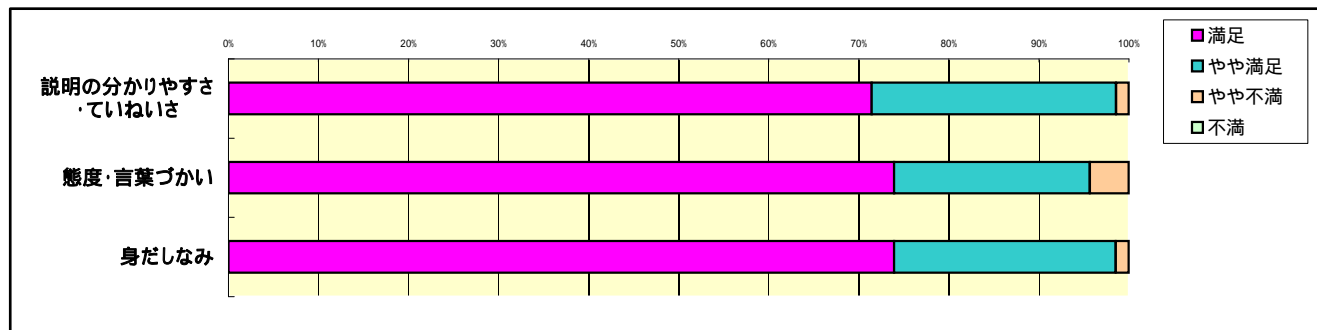 0% 10% 20% 30% 40% 50% 60% 70% 80% 90% 100%
説明の分かりやすさ
・ていねいさ
態度・言葉づかい
身だしなみ
満足
やや満足
やや不満
不満